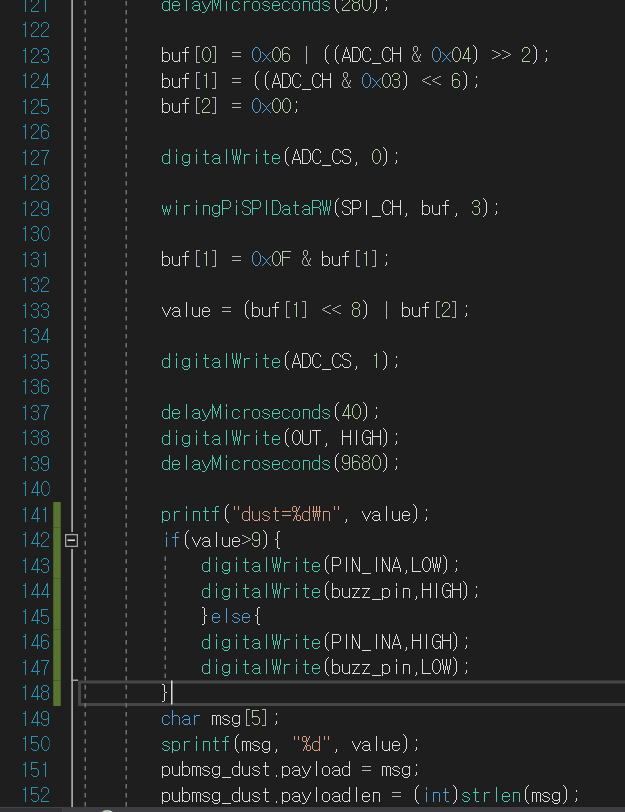 121 delayMicroseconds(280);
122
123 buf[0] = 0x06 | ((ADC_CH & 0x04) >> 2);
124 buf[1] = ((ADC_CH & 0x03) << 6);
125 buf[2] = 0x00;
126
127 digitalWrite(ADC_CS, 0);
128
129 wiringPiSPIDataRW(SPI_CH, buf, 3);
130
131 buf[1] = 0x0F & buf[1];
132
133 value = (buf[1] << 8) | buf[2];
134
135 digitalWrite(ADC_CS, 1);
136
137 delayMicroseconds(40);
138 digitalWrite(OUT, HIGH);
139 delayMicroseconds(9680);
140
141 printf("dust=%d₩n", value);
142 if(value>9){
143 digitalWrite(PIN_INA,LOW);
144 digitalWrite(buzz_pin,HIGH);
145 }else{
146 digitalWrite(PIN_INA,HIGH);
147 digitalWrite(buzz_pin,LOW);
148 }
149 char msg[5];
150 sprintf(msg, "%d", value);
151 pubmsg_dust.payload = msg;
152 pubmsg_dust.payloadlen = (int)strlen(msg);